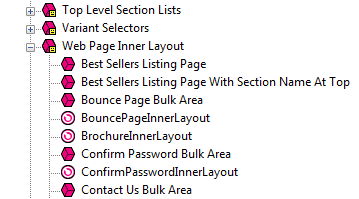 Top Level Section Lists
Variant Selectors
Web Page Inner Layout
Best Sellers Listing Page
Best Sellers Listing Page With Section Name At Top
Bounce Page Bulk Area
BouncePageInnerLayout
BrochureInnerLayout
Confirm Password Bulk Area
ConfirmPasswordInnerLayout
Contact Us Bulk Area